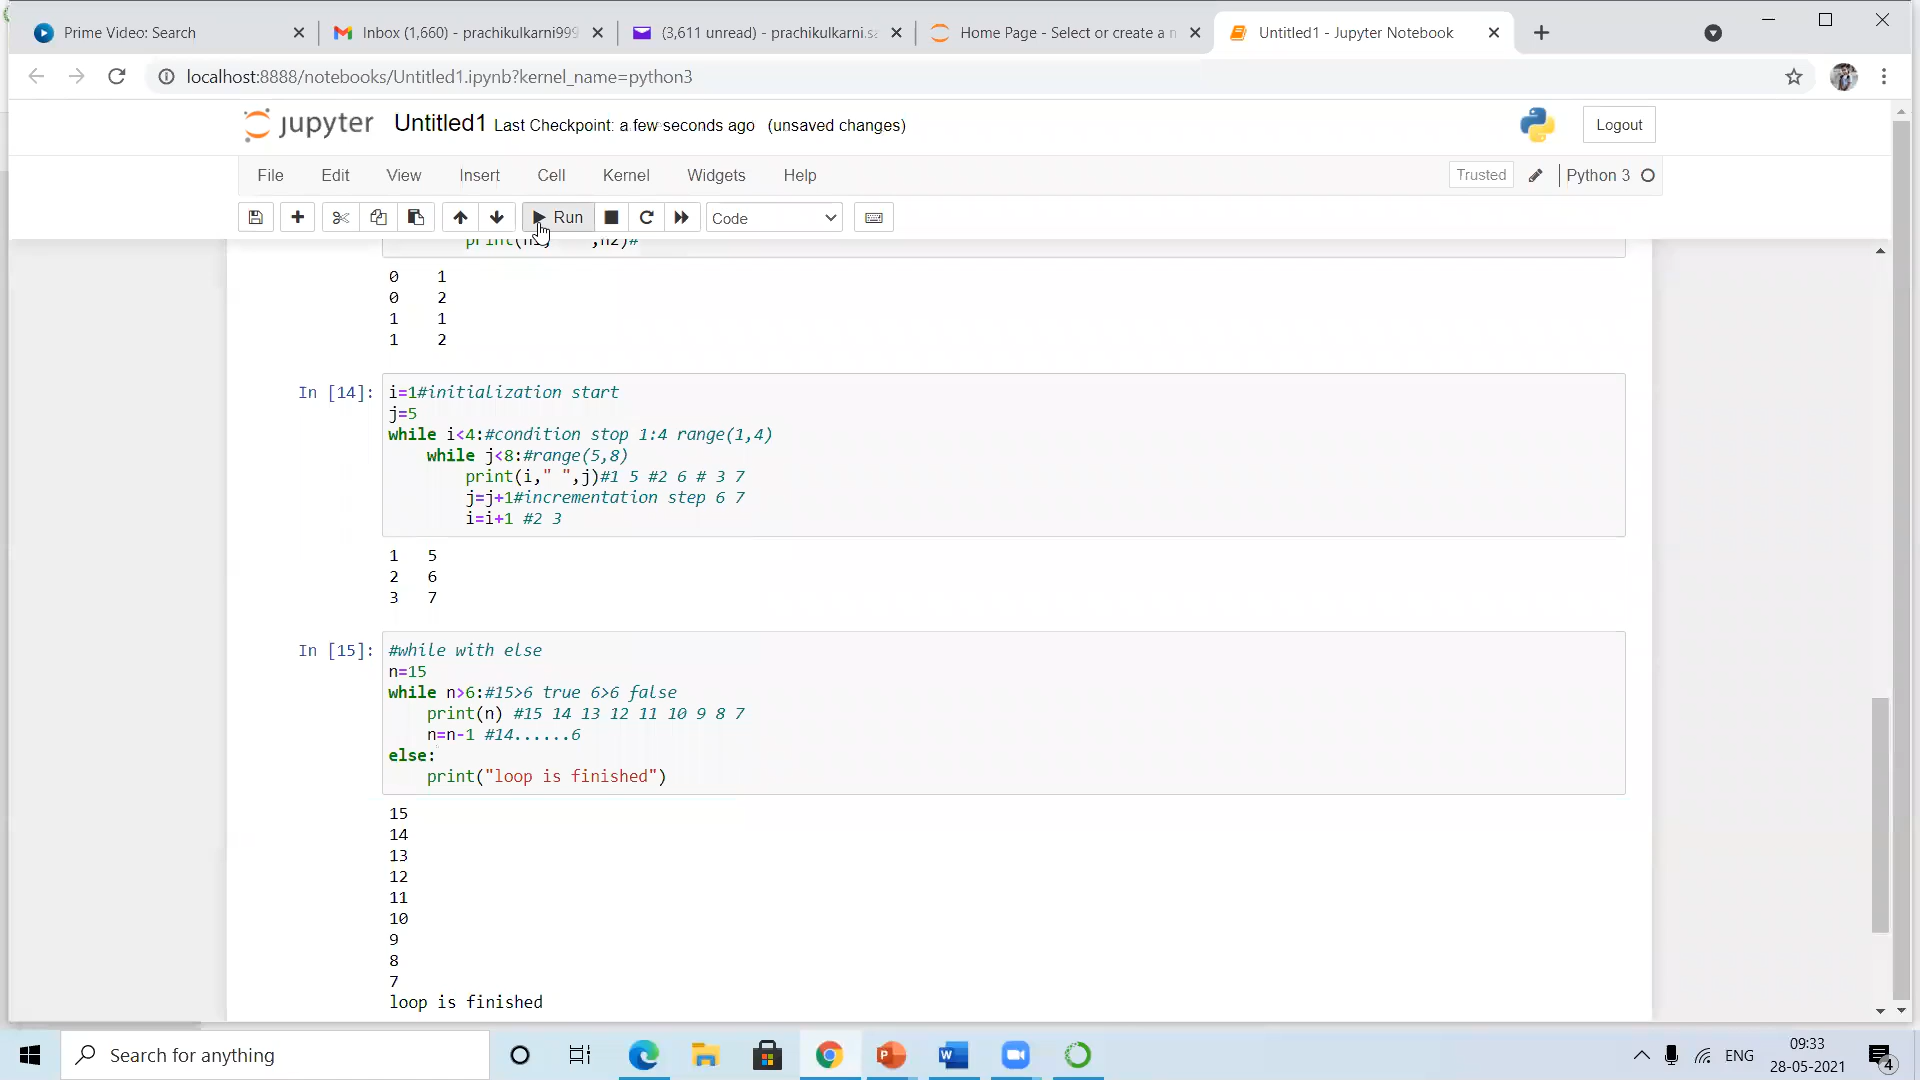 Prime Video: Search
Inbox (1,660) - prachikulkarni999
(3,611 unread) - prachikulkarni.sa
Home Page - Select or create a n
Untitled1 - Jupyter Notebook
localhost:8888/notebooks/Untitled1.ipynb?kernel_name=python3
jupyter Untitled1 Last Checkpoint: a few seconds ago (unsaved changes)
Logout
File Edit View Insert Cell Kernel Widgets Help
Trusted
Python 3
Run
Code
0 1
0 2
1 1
1 2
In [14]: i=1#initialization start
j=5
while i<4:#condition stop 1:4 range(1,4)
while j<8:#range(5,8)
print(i," ",j)#1 5 #2 6 # 3 7
j=j+1#incrementation step 6 7
i=i+1 #2 3
1 5
2 6
3 7
In [15]: #while with else
n=15
while n>6:#15>6 true 6>6 false
print(n) #15 14 13 12 11 10 9 8 7
n=n-1 #14......6
else:
print("loop is finished")
15
14
13
12
11
10
9
8
7
loop is finished
Search for anything
ENG
09:33
28-05-2021
4